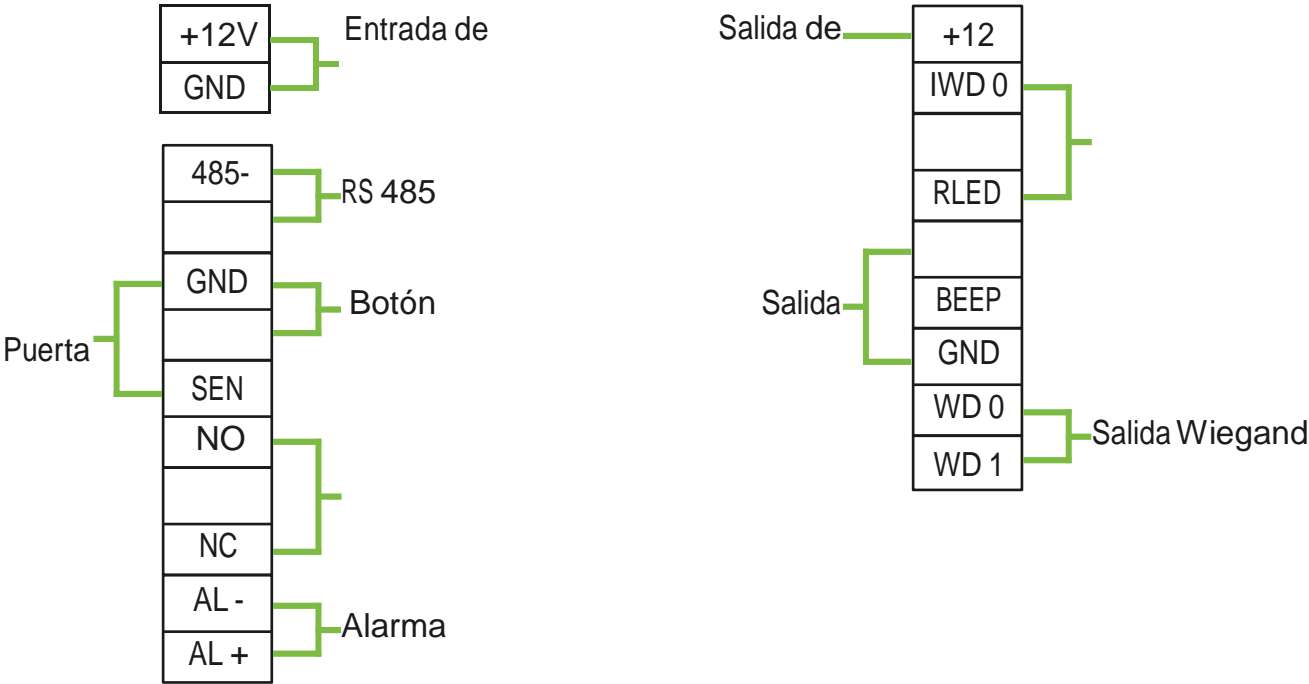 +12V
Entrada de
GND
485-
RS 485
GND
Botón
Puerta
SEN
NO
NC
AL -
Alarma
AL +
Salida de
+12
IWD 0
RLED
BEEP
Salida
GND
WD 0
Salida Wiegand
WD 1